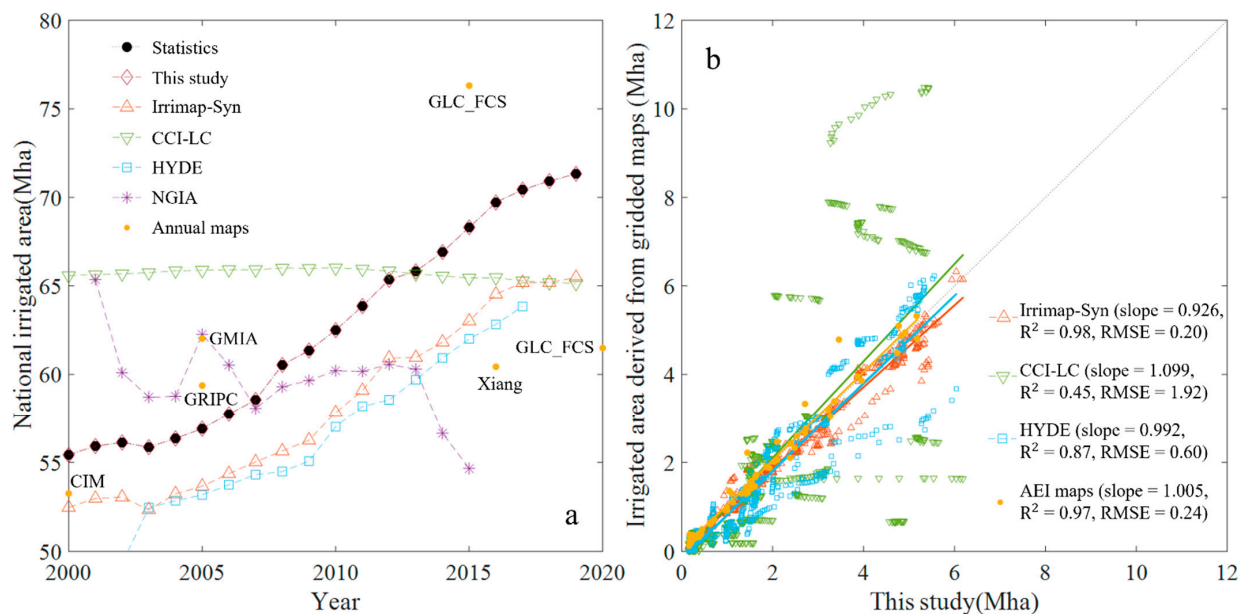 80
75
70
65
60
55
50
National irrigated area(Mha)
Statistics
This study
Irrimap-Syn
CCI-LC
HYDE
NGIA
Annual maps
GLC_FCS
GMIA
GRIPC
CIM
GLC_FCS
Xiang
a
2000
2005
2010
2015
2020
Year
12
10
8
6
4
2
0
Irrigated area derived from gridded maps (Mha)
b
Irrimap-Syn (slope = 0.926,
R² = 0.98, RMSE = 0.20)
CCI-LC (slope = 1.099,
R² = 0.45, RMSE = 1.92)
HYDE (slope = 0.992,
R² = 0.87, RMSE = 0.60)
AEI maps (slope = 1.005,
R² = 0.97, RMSE = 0.24)
0
2
4
6
8
10
12
This study(Mha)